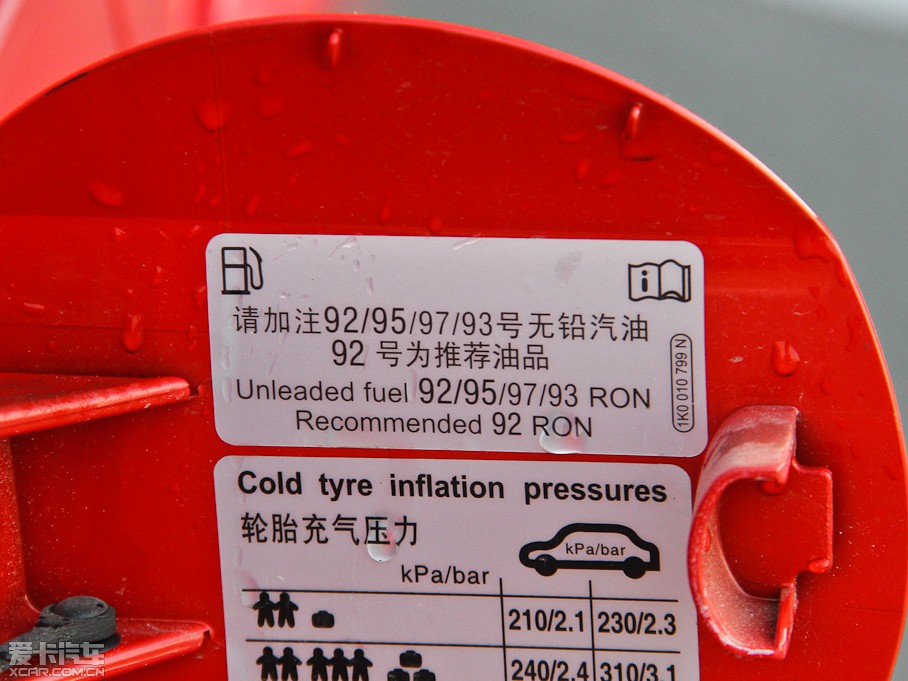 请加注92/95/97/93号无铅汽油
92 号为推荐油品
Unleaded fuel 92/95/97/93 RON
Recommended 92 RON
1K0 010 799 N
Cold tyre inflation pressures
轮胎充气压力
kPa/bar
kPa/bar
210/2.1 230/2.3
240/2.4 310/3.1
爱卡汽车
XCAR.COM.CN